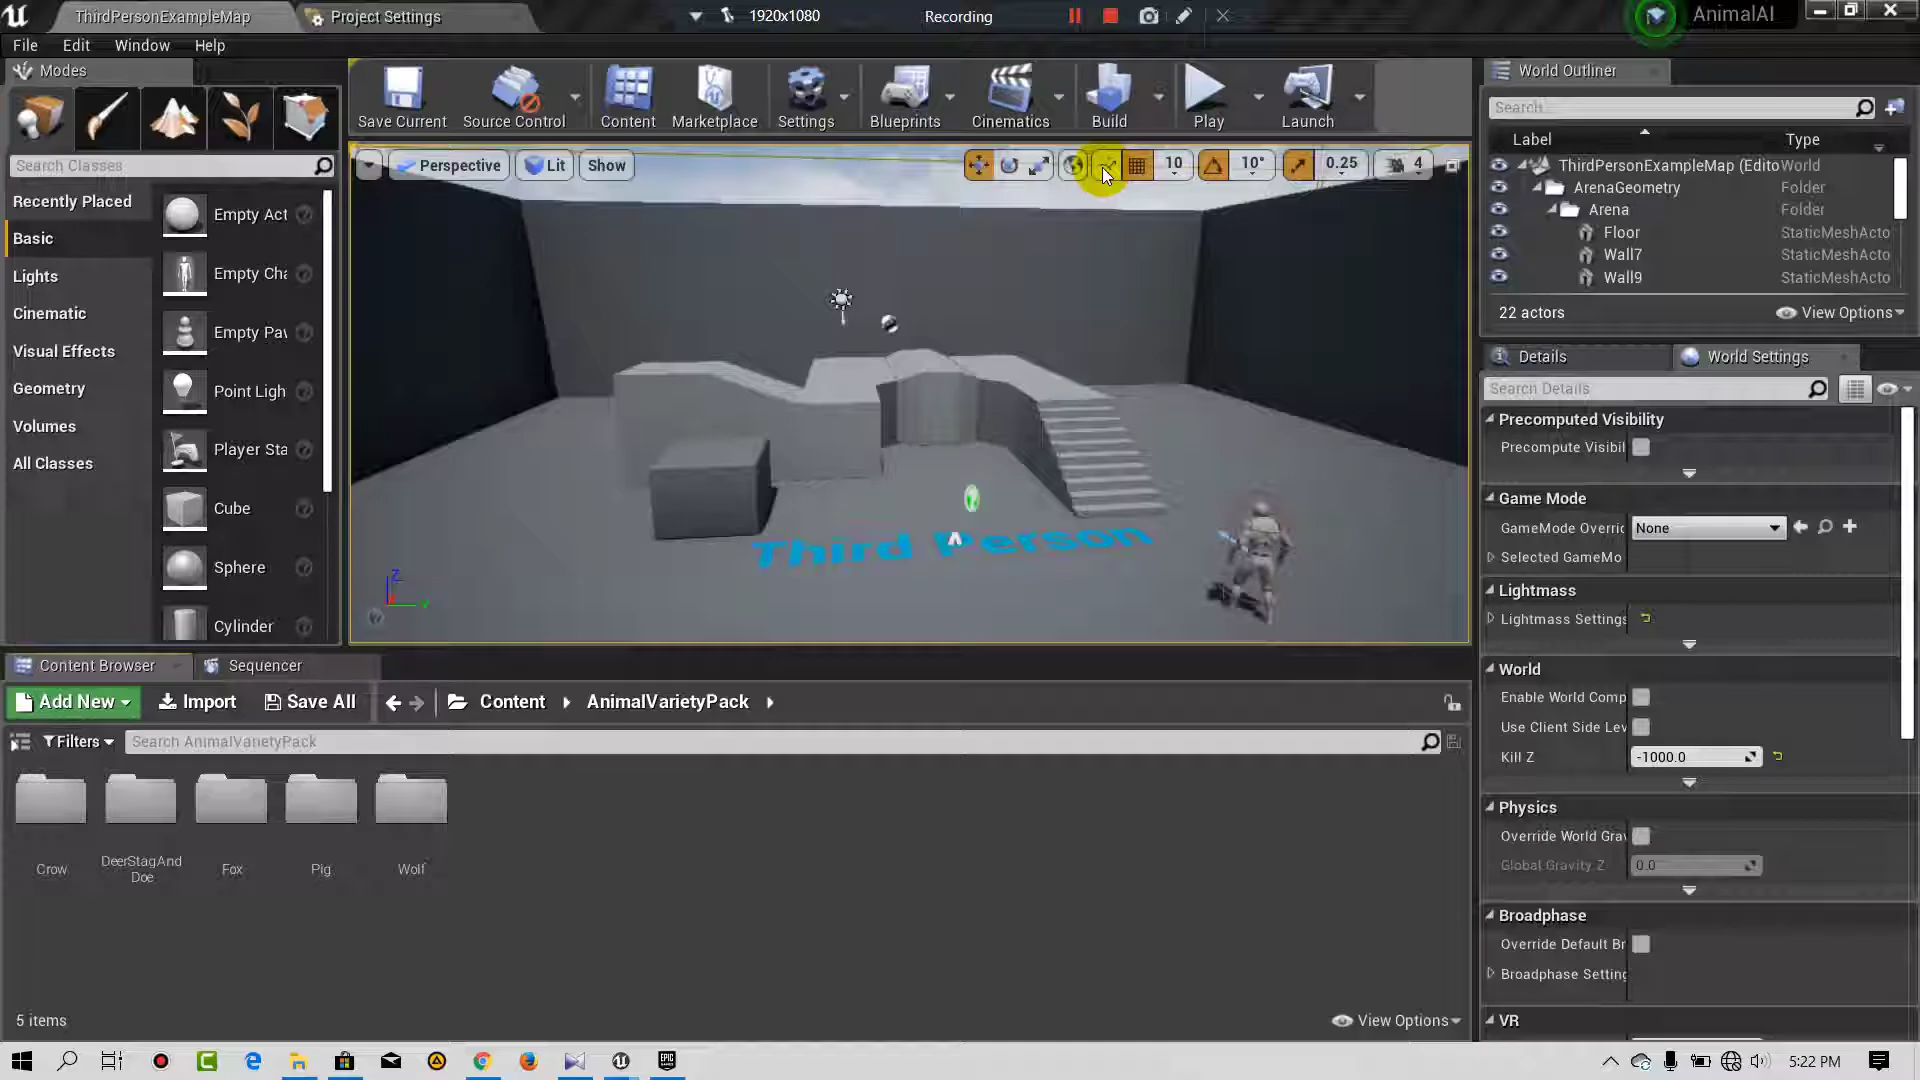 ThirdPersonExampleMap
Project Settings
1920x1080
Recording
AnimalAI
File
Edit
Window
Help
Modes
Search Classes
Recently Placed
Basic
Lights
Cinematic
Visual Effects
Geometry
Volumes
All Classes
Empty Act
Empty Cha
Empty Paw
Point Ligh
Player Sta
Cube
Sphere
Cylinder
Save Current
Source Control
Content
Marketplace
Settings
Blueprints
Cinematics
Build
Play
Launch
Perspective
Lit
Show
10
10°
0.25
4
Third Person
Z
World Outliner
Search...
Label
Type
ThirdPersonExampleMap (Edito
World
ArenaGeometry
Folder
Arena
Folder
Floor
StaticMeshActo
Wall7
StaticMeshActo
Wall9
StaticMeshActo
22 actors
View Options
Details
World Settings
Search Details
Precomputed Visibility
Precompute Visibil
Game Mode
GameMode Overric
None
Selected GameMo
Lightmass
Lightmass Settings
World
Enable World Comp
Use Client Side Lev
Kill Z
-1000.0
Physics
Override World Grav
Global Gravity Z
0.0
Broadphase
Override Default Br
Broadphase Setting
VR
Content Browser
Sequencer
Add New
Import
Save All
Content
AnimalVarietyPack
Filters
Search AnimalVarietyPack
Crow
DeerStagAnd
Doe
Fox
Pig
Wolf
5 items
View Options
5:22 PM